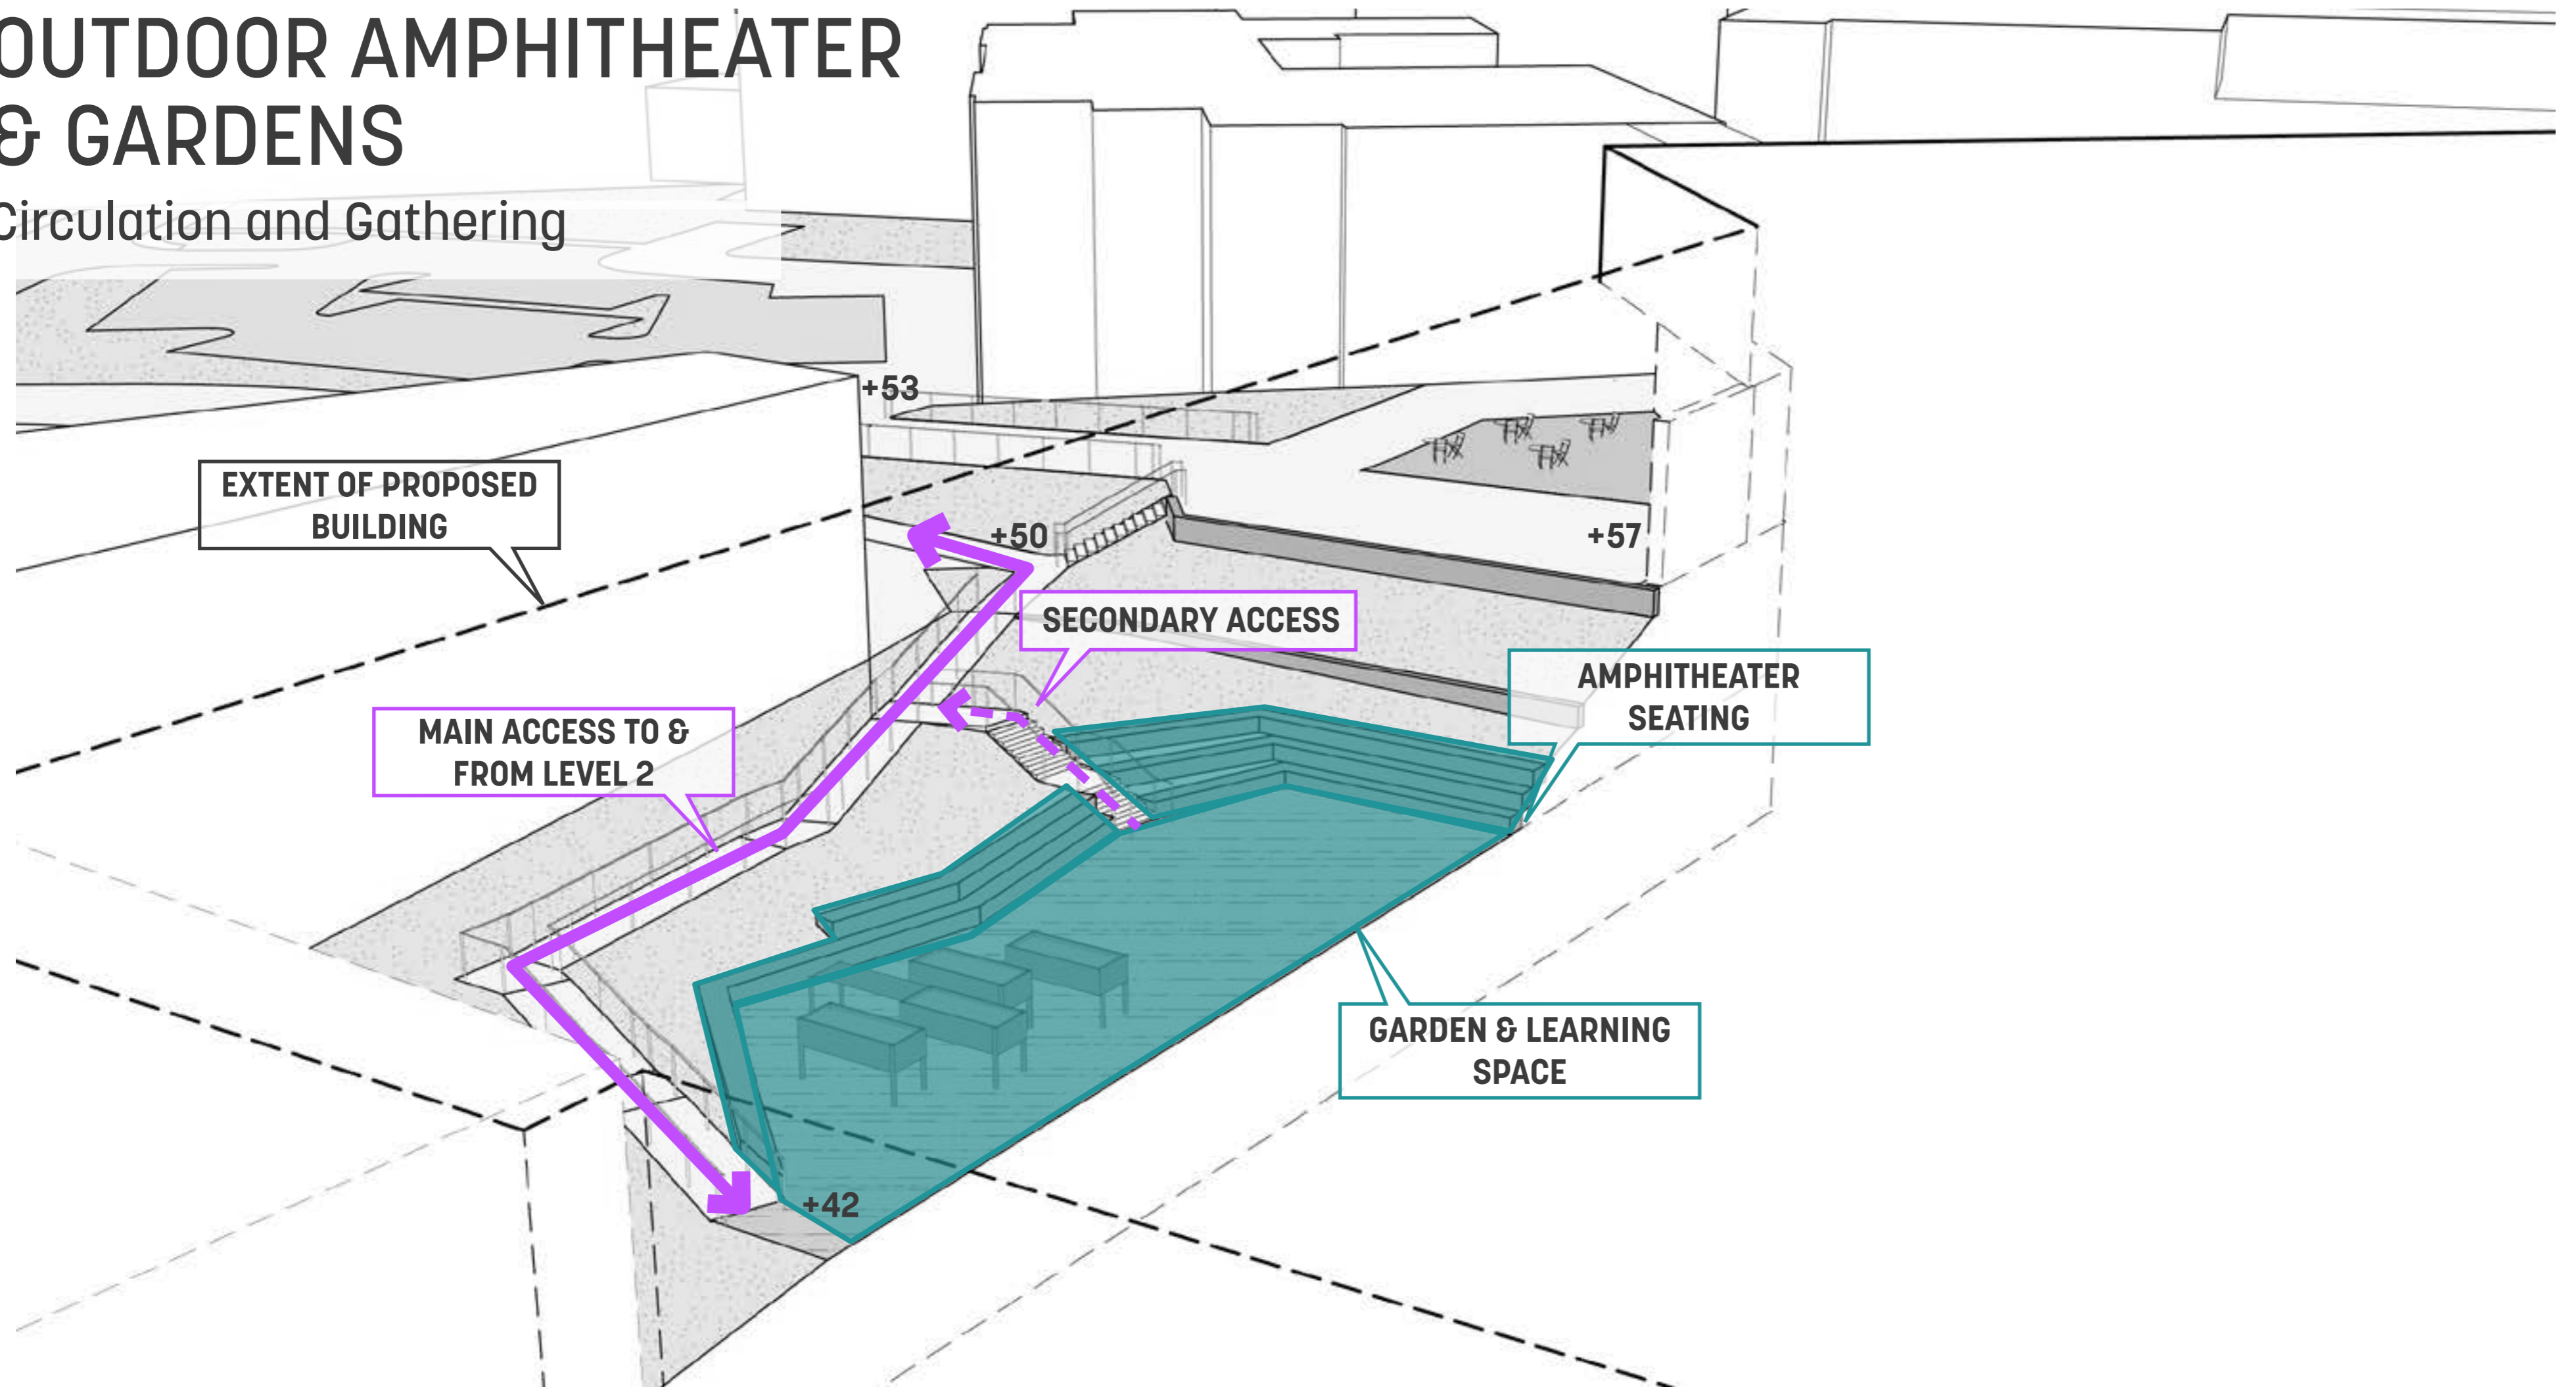 OUTDOOR AMPHITHEATER
& GARDENS
Circulation and Gathering
+53
EXTENT OF PROPOSED
BUILDING
+50
+57
SECONDARY ACCESS
AMPHITHEATER
SEATING
MAIN ACCESS TO &
FROM LEVEL 2
GARDEN & LEARNING
SPACE
+42